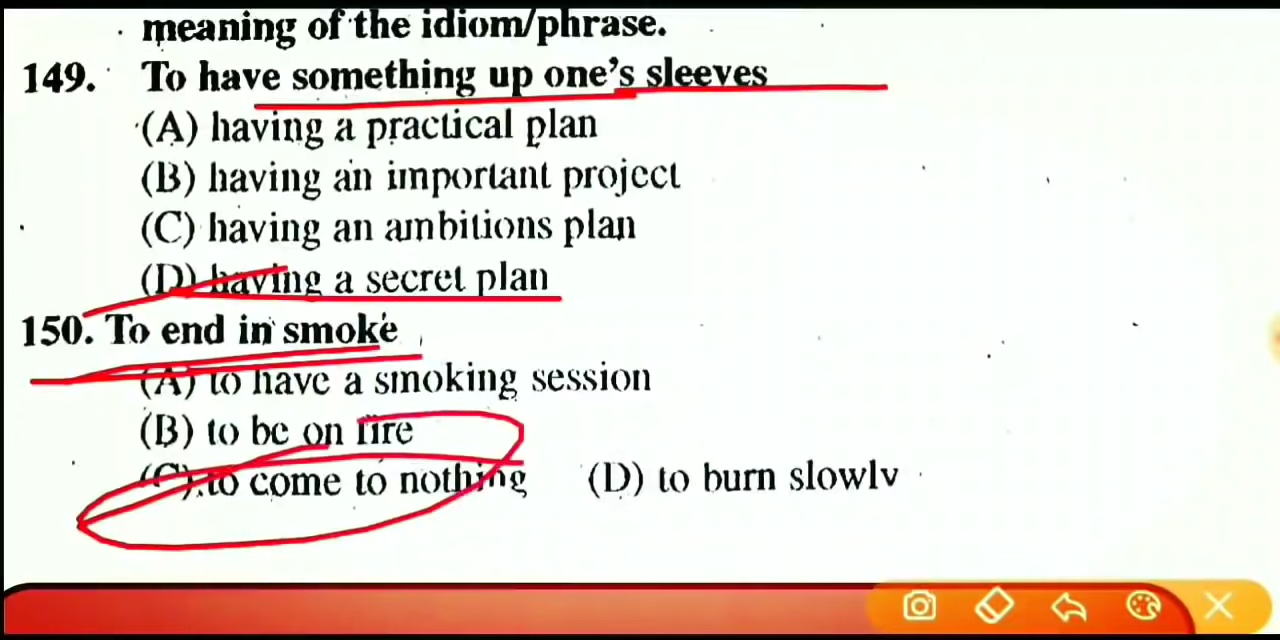 meaning of the idiom/phrase.
149. To have something up one's sleeves
(A) having a practical plan
(B) having an important project
(C) having an ambitions plan
(D) having a secret plan
150. To end in smoke
(A) to have a smoking session
(B) to be on fire
(C) to come to nothing (D) to burn slowly